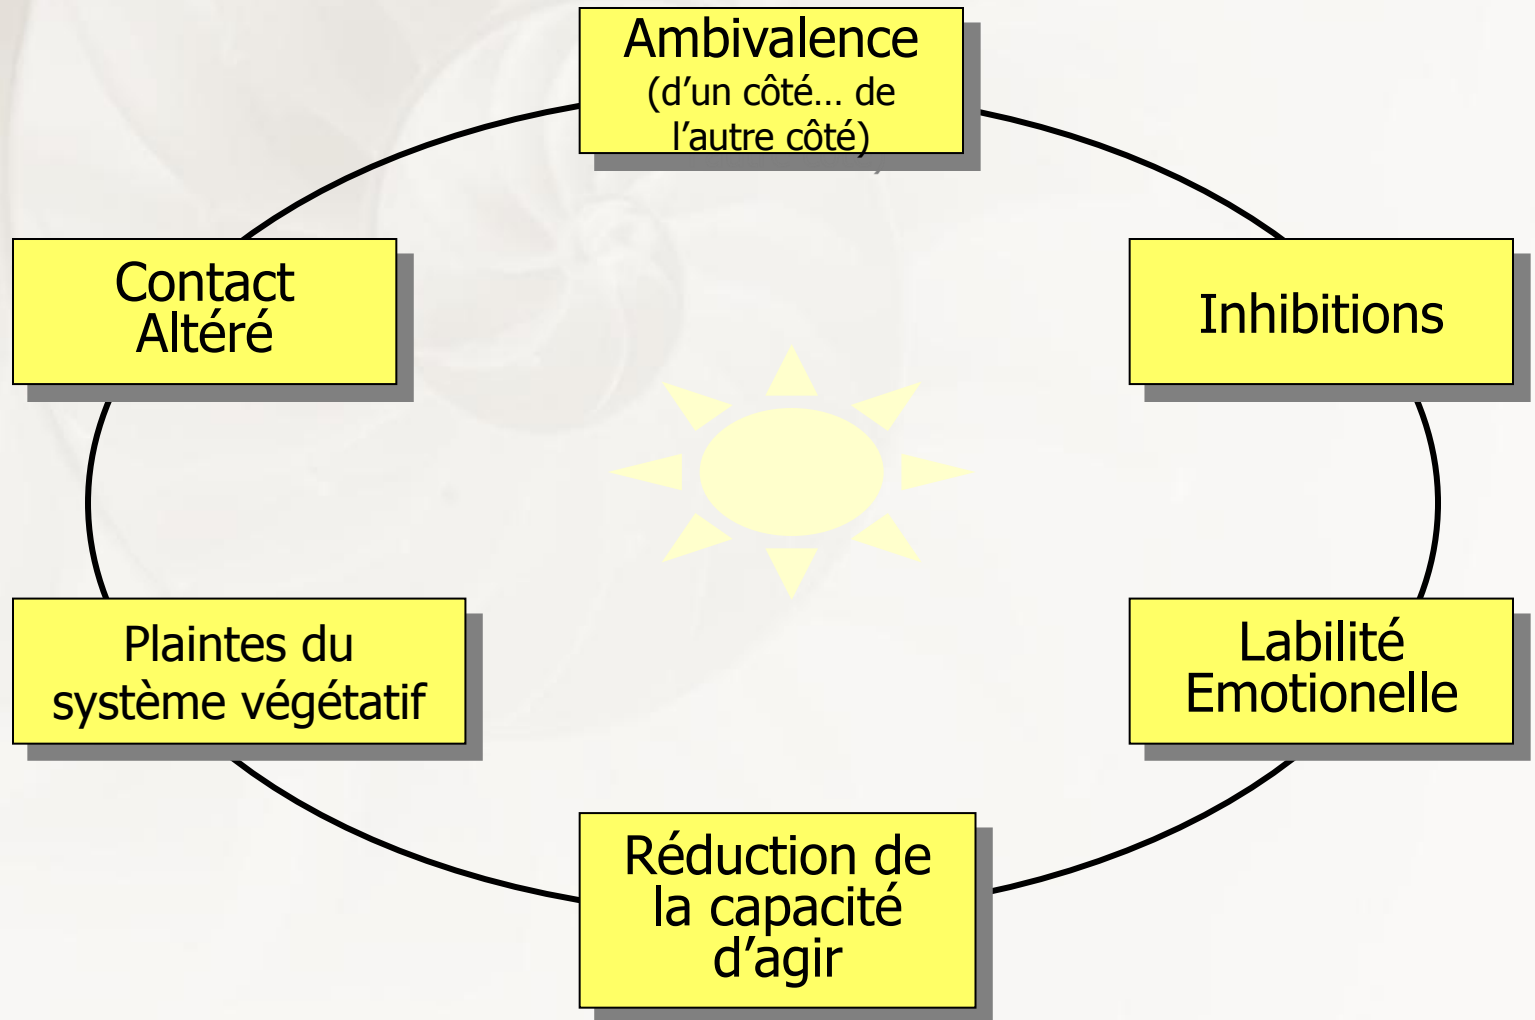 Ambivalence
(d’un côté… de
l’autre côté)
Contact
Altéré
Inhibitions
Plaintes du
système végétatif
Labilité
Emotionelle
Réduction de
la capacité
d’agir